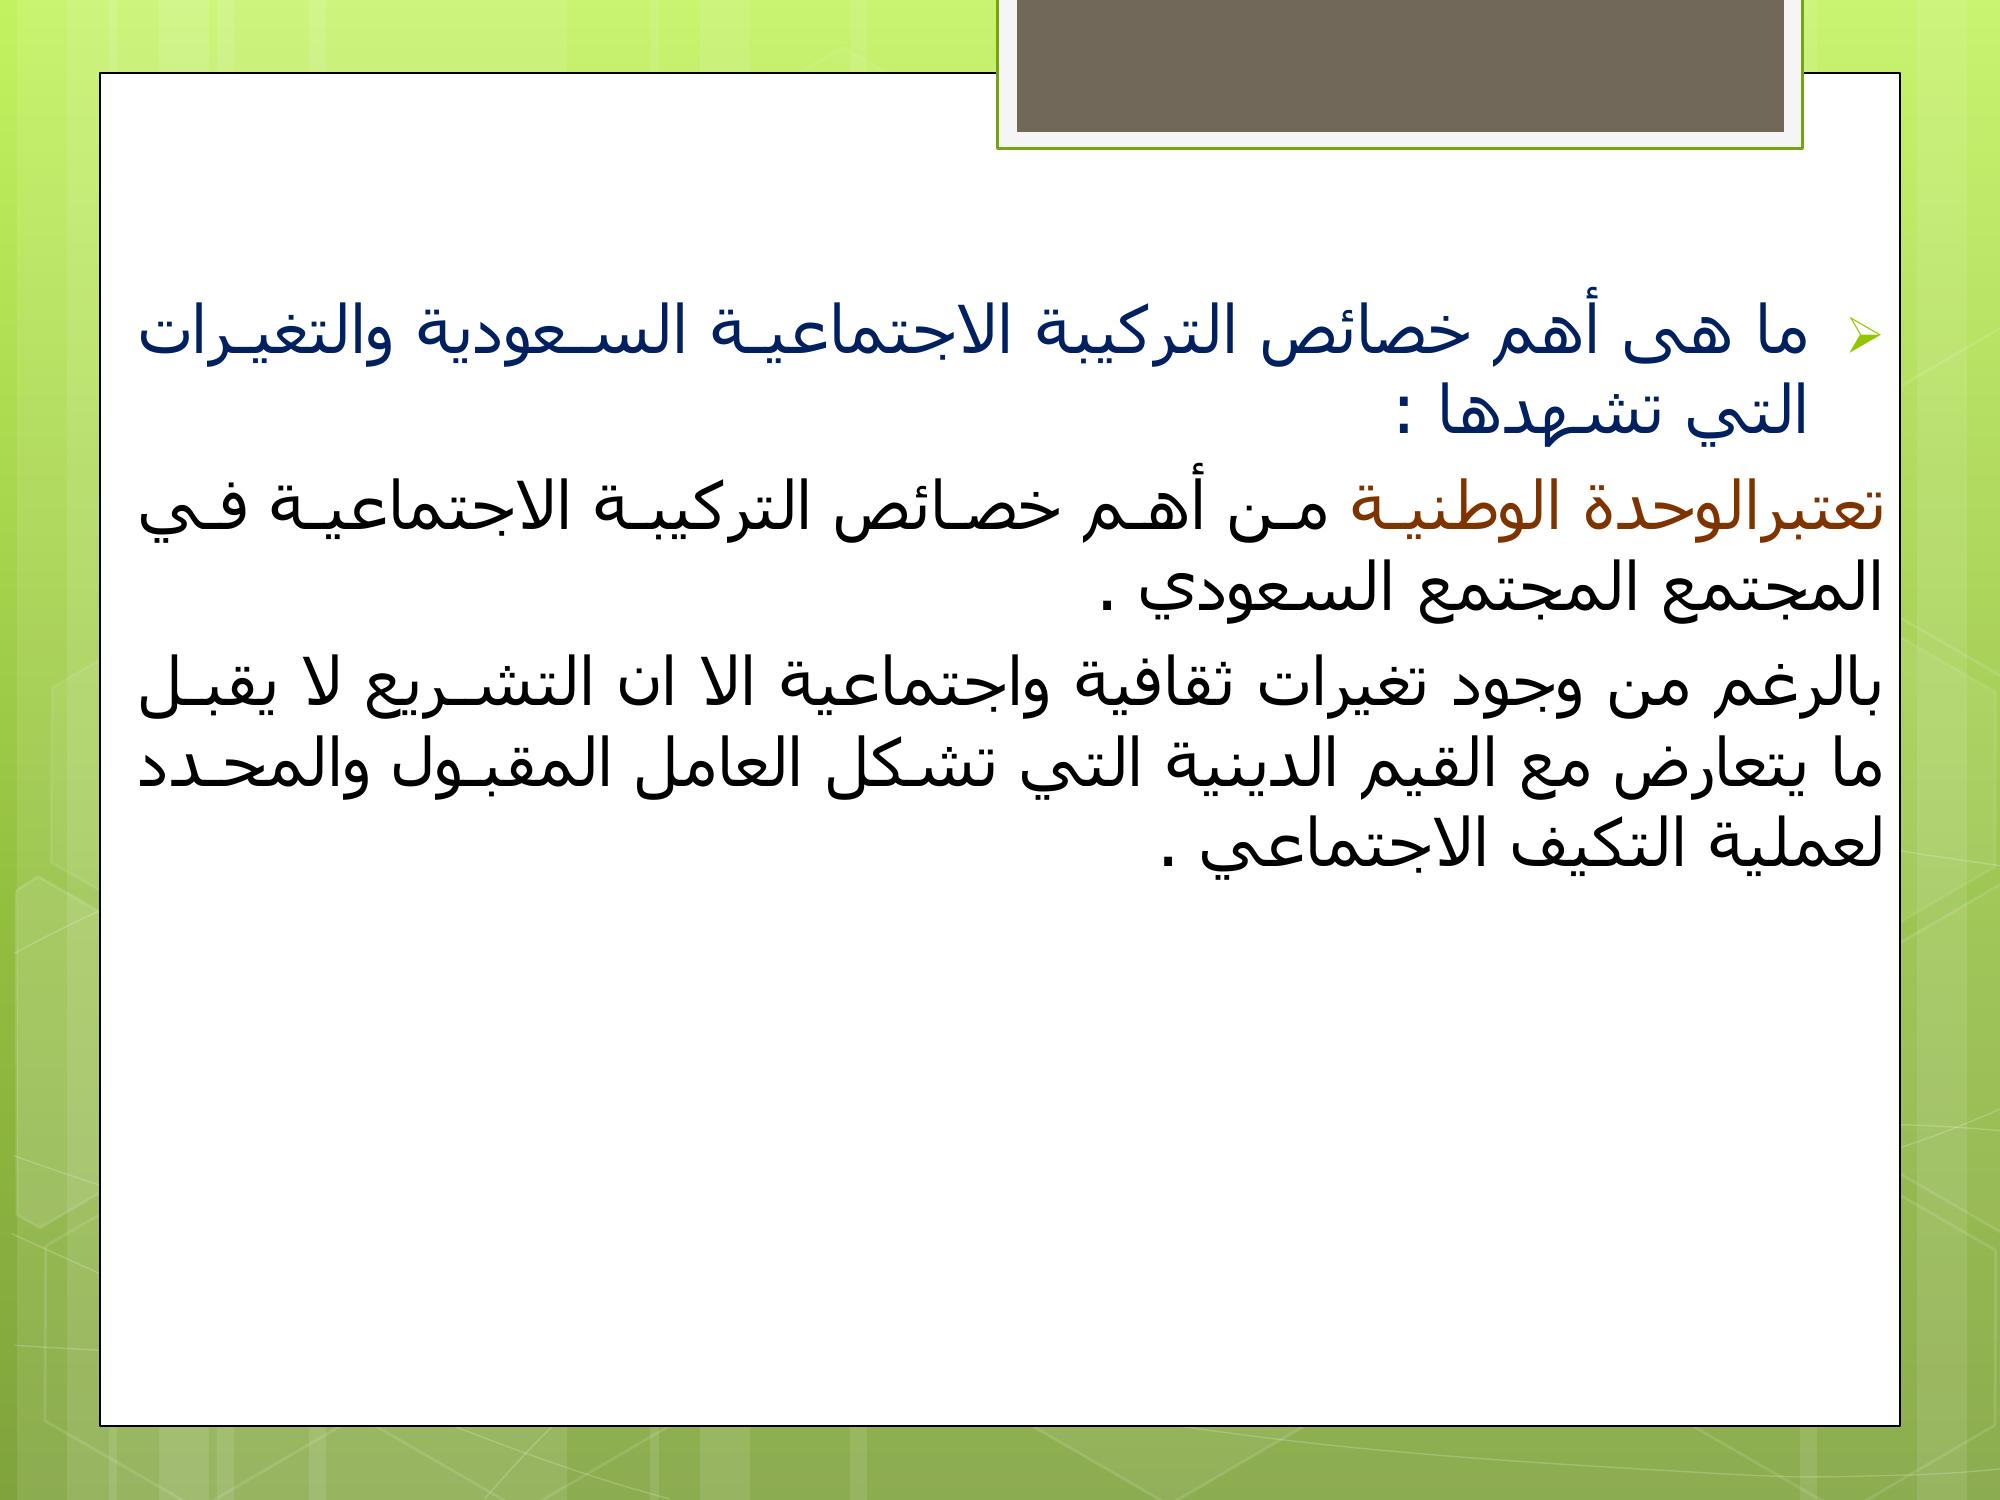 ما هى أهم خصائص التركيبة الاجتماعية السعودية والتغيرات
التي تشهدها :
تعتبرالوحدة الوطنية من أهم خصائص التركيبة الاجتماعية في
المجتمع المجتمع السعودي .
بالرغم من وجود تغيرات ثقافية واجتماعية الا ان التشريع لا يقبل
ما يتعارض مع القيم الدينية التي تشكل العامل المقبول والمحدد
لعملية التكيف الاجتماعي .